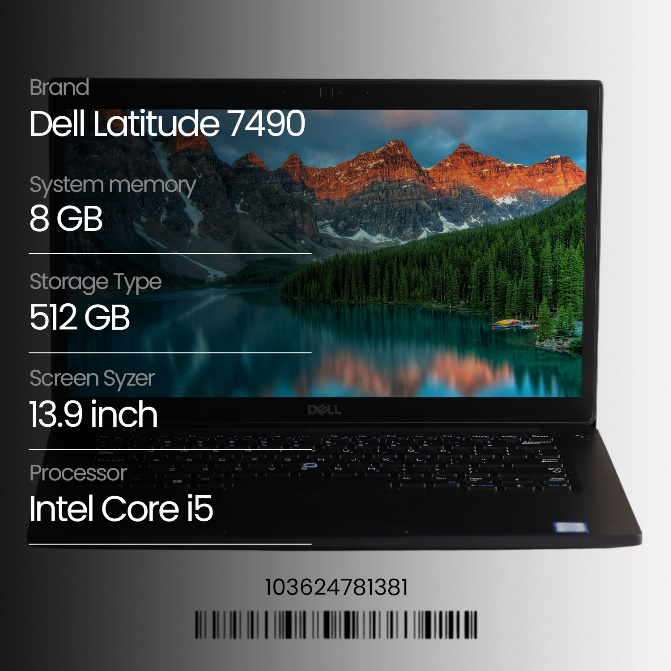 Brand
Dell Latitude 7490
System memory
8 GB
Storage Type
512 GB
Screen Syzer
13.9 inch
DELL
Processor
Intel Core i5
103624781381